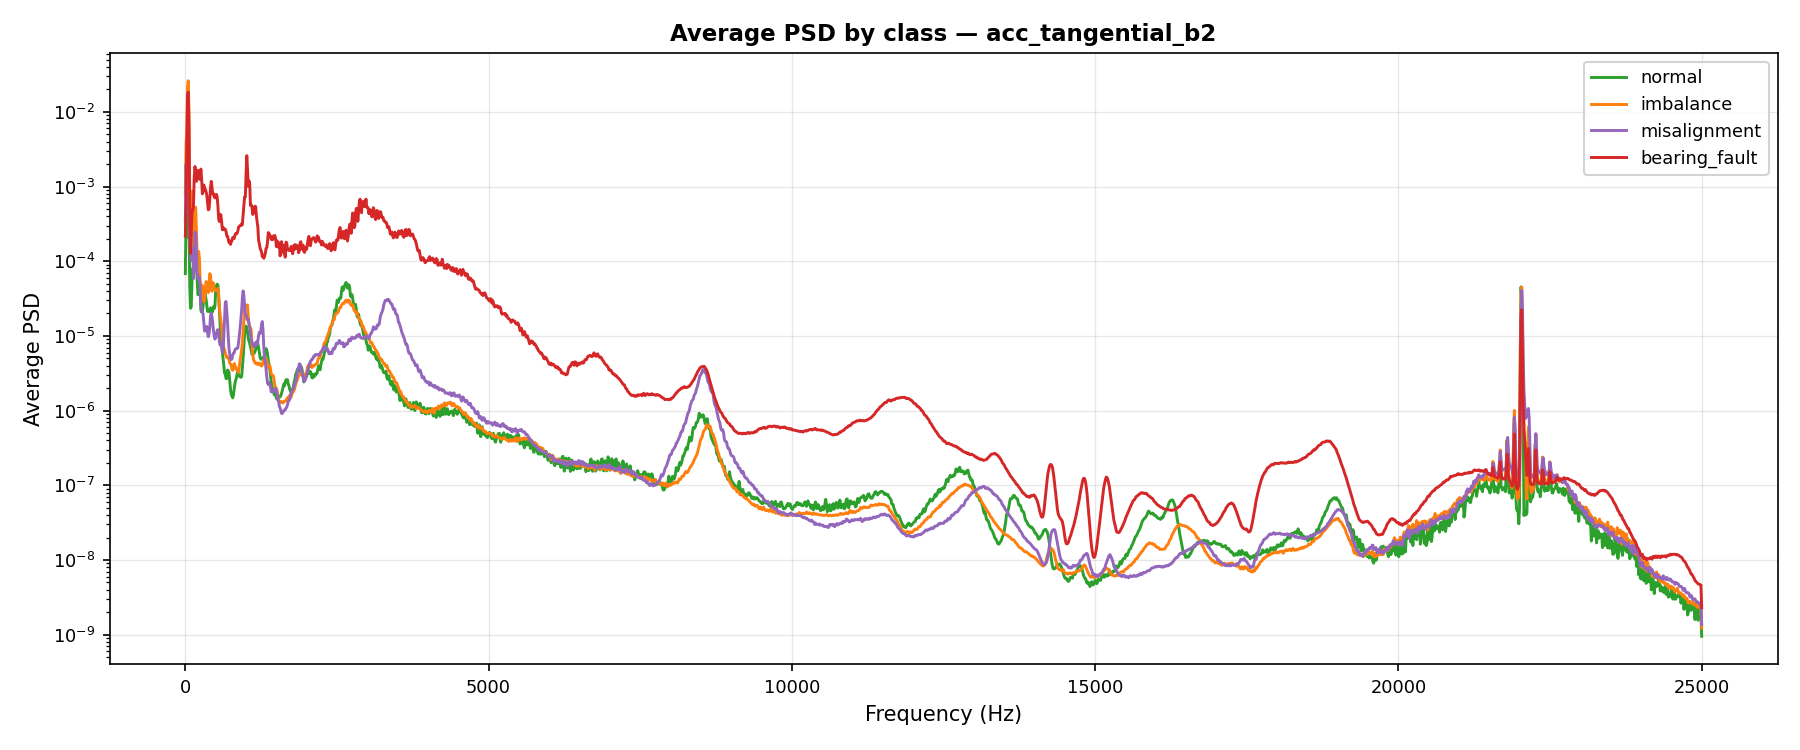 Average PSD by class — acc_tangential_b2
normal
imbalance
misalignment
bearing_fault
Average PSD
10⁻²
10⁻³
10⁻⁴
10⁻⁵
10⁻⁶
10⁻⁷
10⁻⁸
10⁻⁹
0 5000 10000 15000 20000 25000
Frequency (Hz)